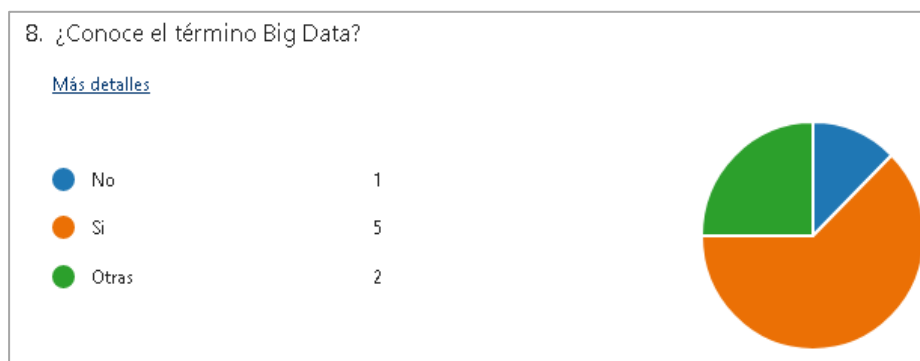 8. ¿Conoce el término Big Data?
Más detalles
No 1
Si 5
Otras 2